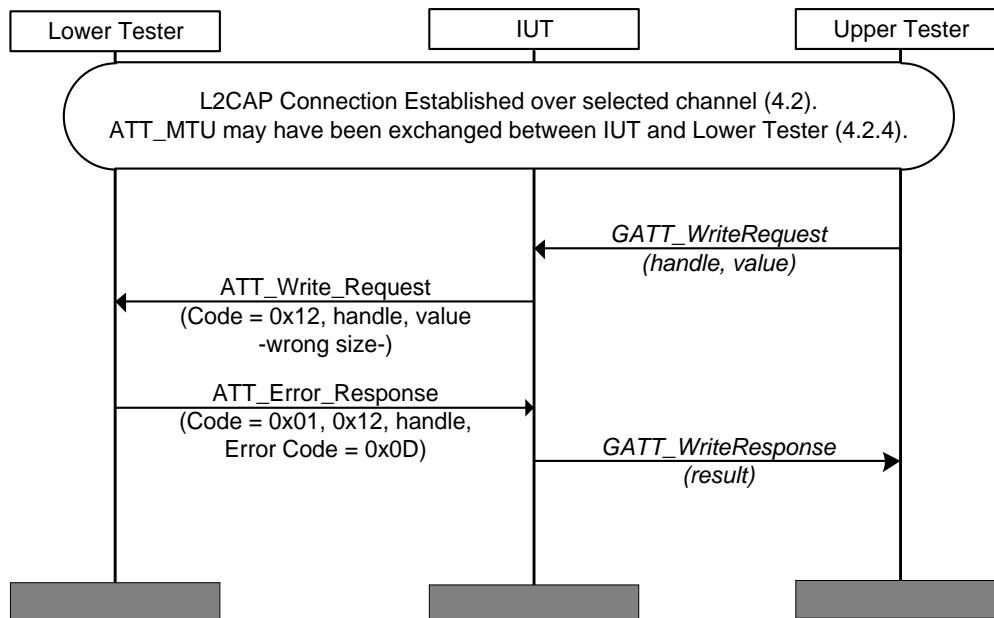 Lower Tester
IUT
Upper Tester
L2CAP Connection Established over selected channel (4.2).
ATT_MTU may have been exchanged between IUT and Lower Tester (4.2.4).
GATT_WriteRequest
(handle, value)
ATT_Write_Request
(Code = 0x12, handle, value
-wrong size-)
ATT_Error_Response
(Code = 0x01, 0x12, handle,
Error Code = 0x0D)
GATT_WriteResponse
(result)